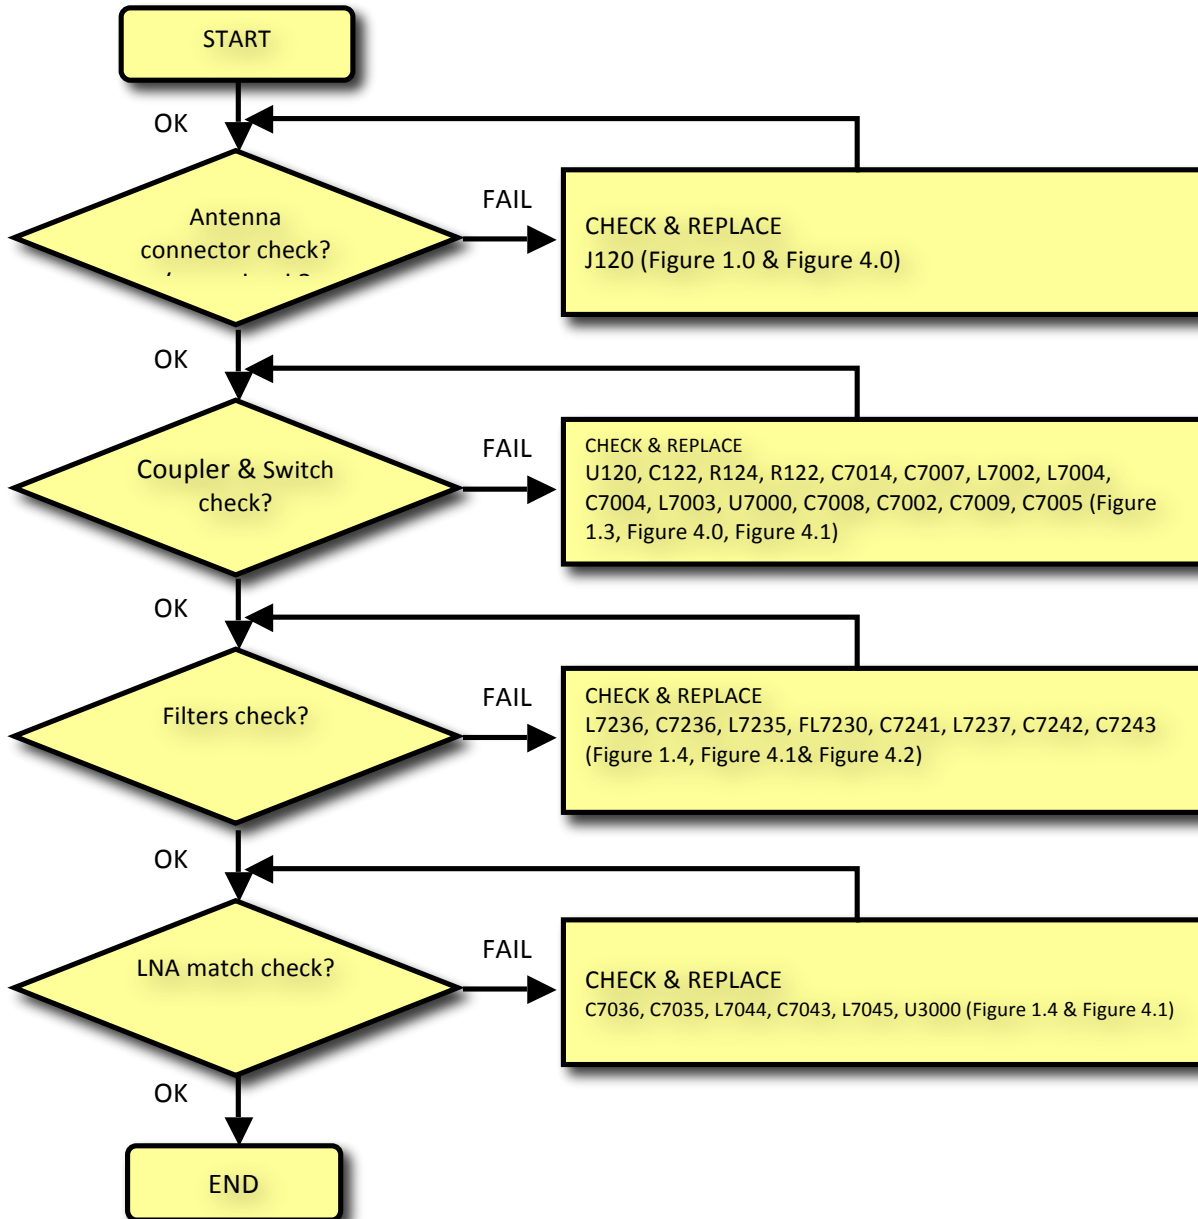 START
OK
Antenna
connector check?
FAIL
CHECK & REPLACE
J120 (Figure 1.0 & Figure 4.0)
OK
Coupler & Switch
check?
FAIL
CHECK & REPLACE
U120, C122, R124, R122, C7014, C7007, L7002, L7004,
C7004, L7003, U7000, C7008, C7002, C7009, C7005 (Figure
1.3, Figure 4.0, Figure 4.1)
OK
Filters check?
FAIL
CHECK & REPLACE
L7236, C7236, L7235, FL7230, C7241, L7237, C7242, C7243
(Figure 1.4, Figure 4.1& Figure 4.2)
OK
LNA match check?
FAIL
CHECK & REPLACE
C7036, C7035, L7044, C7043, L7045, U3000 (Figure 1.4 & Figure 4.1)
OK
END